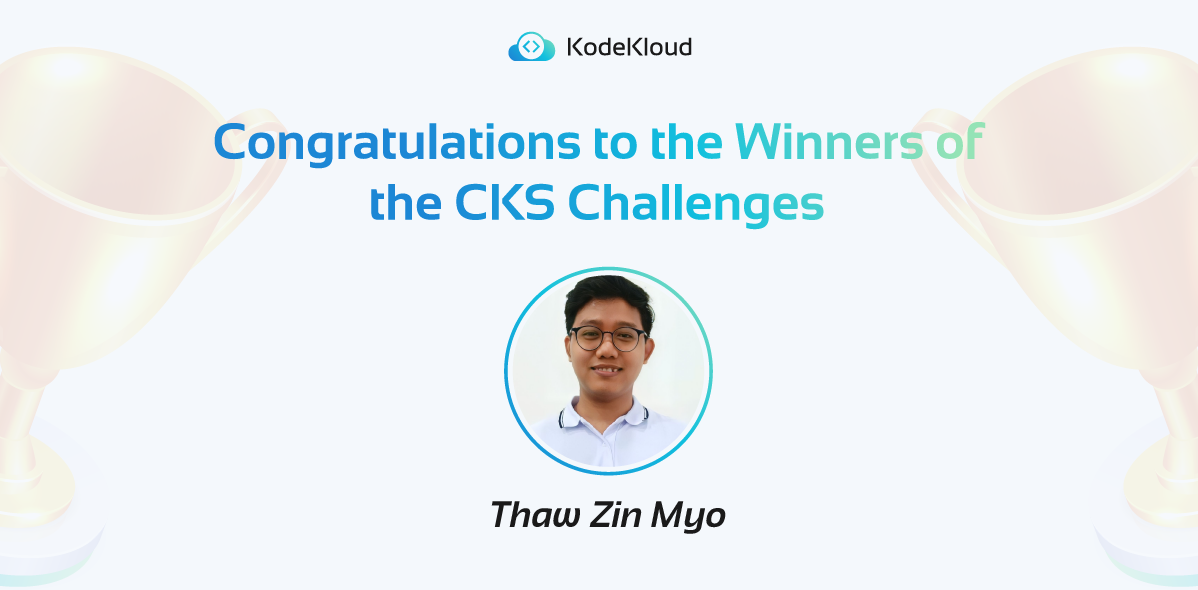 KodeKloud
Congratulations to the Winners of
the CKS Challenges
Thaw Zin Myo